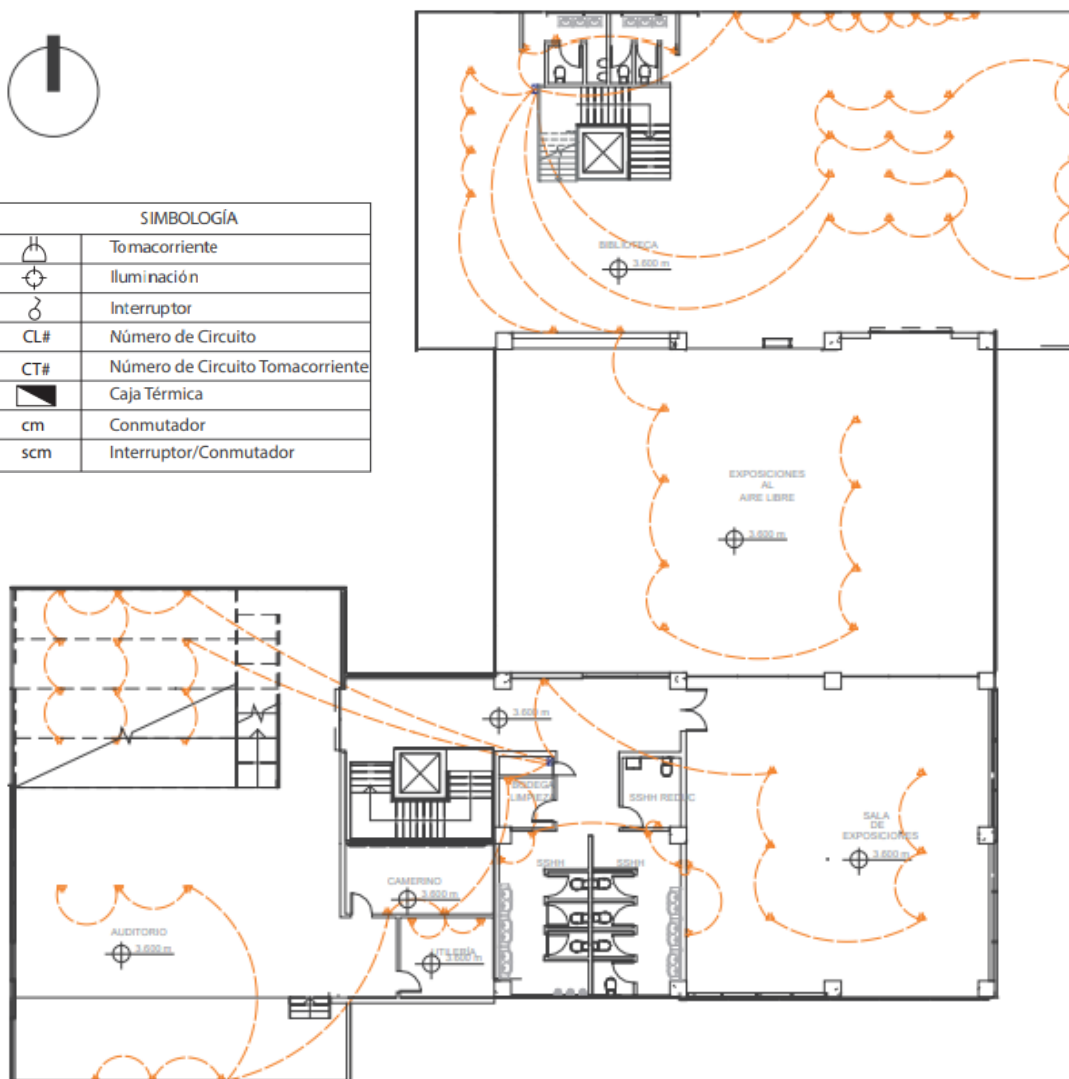 SIMBOLOGÍA
Tomacorriente
Iluminación
Interruptor
CL# Número de Circuito
CT# Número de Circuito Tomacorriente
Caja Térmica
cm Conmutador
scm Interruptor/Conmutador
BIBLIOTECA
3.600 m
EXPOSICIONES
AL
AIRE LIBRE
3.600 m
3.600 m
BODEGA
LIMPIEZA
SSHH REDUC
SALA
DE
EXPOSICIONES
3.600 m
SSHH
SSHH
CAMERINO
3.600 m
AUDITORIO
3.600 m
UTILERÍA
3.600 m